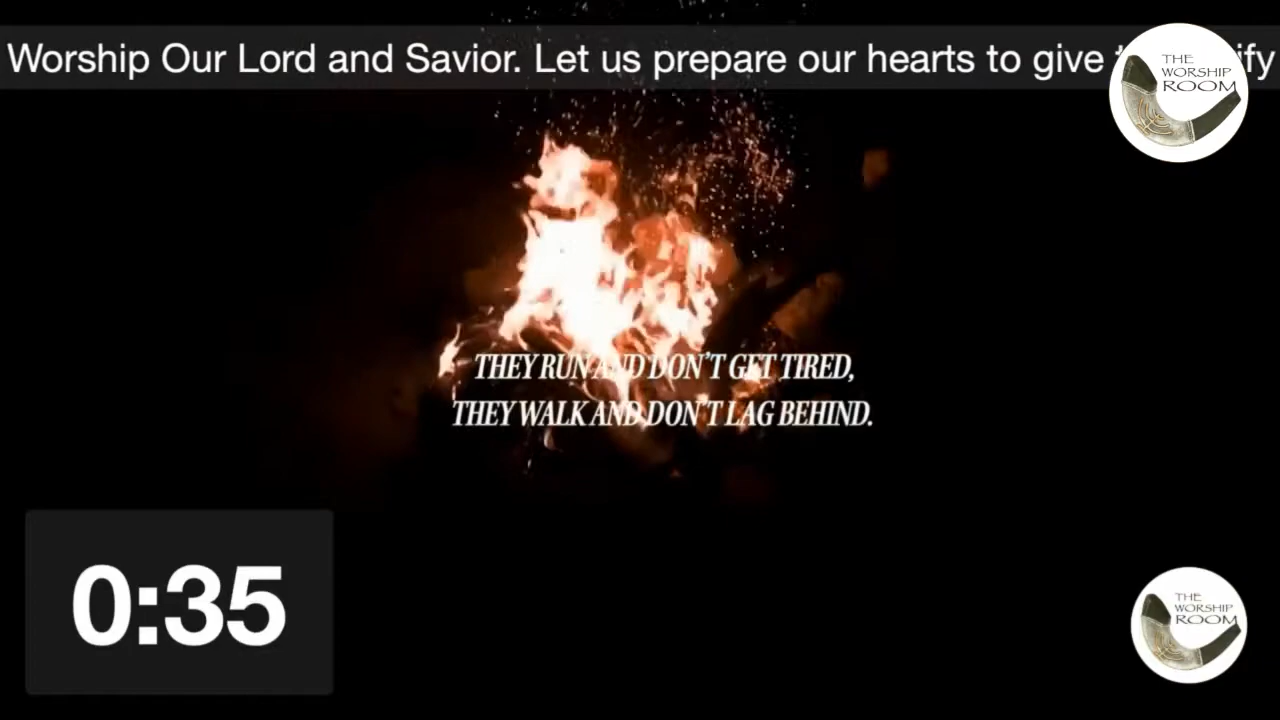 Worship Our Lord and Savior. Let us prepare our hearts to give
THE
WORSHIP
ROOM
THEY RUN AND DON'T GET TIRED,
THEY WALK AND DON'T LAG BEHIND.
0:35
THE
WORSHIP
ROOM